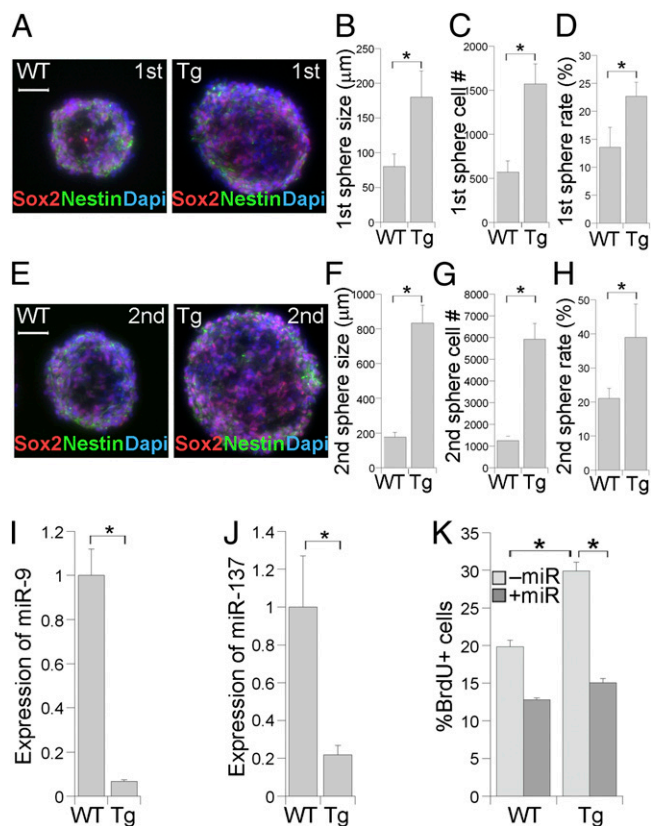 A
WT 1st
Sox2NestinDapi
Tg 1st
Sox2NestinDapi
B
1st sphere size (μm)
250
200
150
100
50
0
*
WT Tg
C
1st sphere cell #
2000
1500
1000
500
0
*
WT Tg
D
1st sphere rate (%)
30
25
20
15
10
5
0
*
WT Tg
E
WT 2nd
Sox2NestinDapi
Tg 2nd
Sox2NestinDapi
F
2nd sphere size (μm)
1000
800
600
400
200
0
*
WT Tg
G
2nd sphere cell #
8000
7000
6000
5000
4000
3000
2000
1000
0
*
WT Tg
H
2nd sphere rate (%)
50
40
30
20
10
0
*
WT Tg
I
Expression of miR-9
1.2
1
0.8
0.6
0.4
0.2
0
*
WT Tg
J
Expression of miR-137
1.4
1.2
1
0.8
0.6
0.4
0.2
0
*
WT Tg
K
%BrdU+ cells
35
30
25
20
15
10
5
0
* *
–miR
+miR
WT Tg